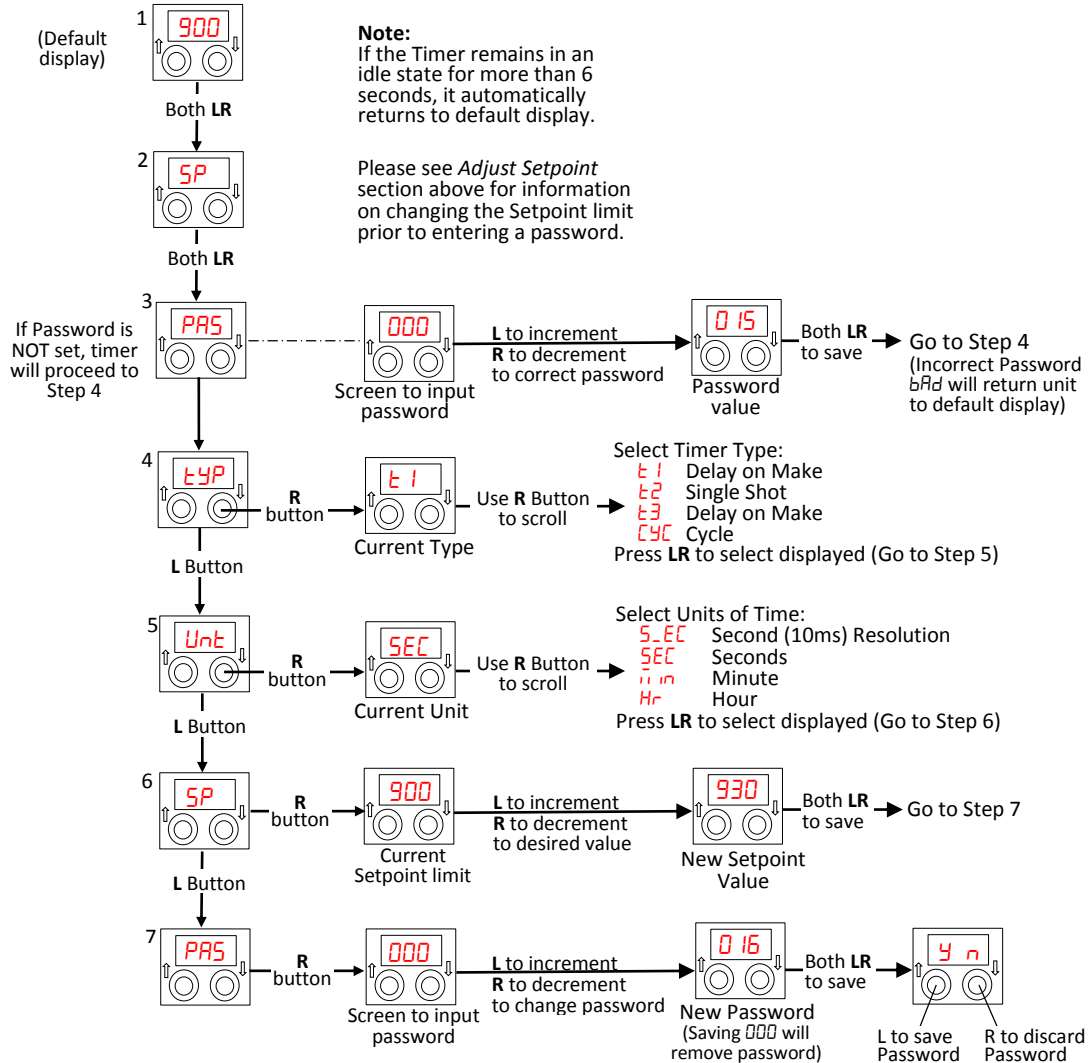 1
900
(Default
display)
Note:
If the Timer remains in an
idle state for more than 6
seconds, it automatically
returns to default display.
Both LR
2
SP
Please see Adjust Setpoint
section above for information
on changing the Setpoint limit
prior to entering a password.
Both LR
3
PAS
If Password is
NOT set, timer
will proceed to
Step 4
000
Screen to input
password
L to increment
R to decrement
to correct password
015
Password
value
Both LR
to save
Go to Step 4
(Incorrect Password
bAd will return unit
to default display)
4
tYP
R
button
t1
Current Type
Use R Button
to scroll
Select Timer Type:
t1 Delay on Make
t2 Single Shot
t3 Delay on Make
CYC Cycle
Press LR to select displayed (Go to Step 5)
L Button
5
Unt
R
button
SEC
Current Unit
Use R Button
to scroll
Select Units of Time:
S_EC Second (10ms) Resolution
SEC Seconds
Minute
Hr Hour
Press LR to select displayed (Go to Step 6)
L Button
6
SP
R
button
900
Current
Setpoint limit
L to increment
R to decrement
to desired value
930
New Setpoint
Value
Both LR
to save
Go to Step 7
L Button
7
PAS
R
button
000
Screen to input
password
L to increment
R to decrement
to change password
016
New Password
(Saving 000 will
remove password)
Both LR
to save
y n
L to save
Password
R to discard
Password